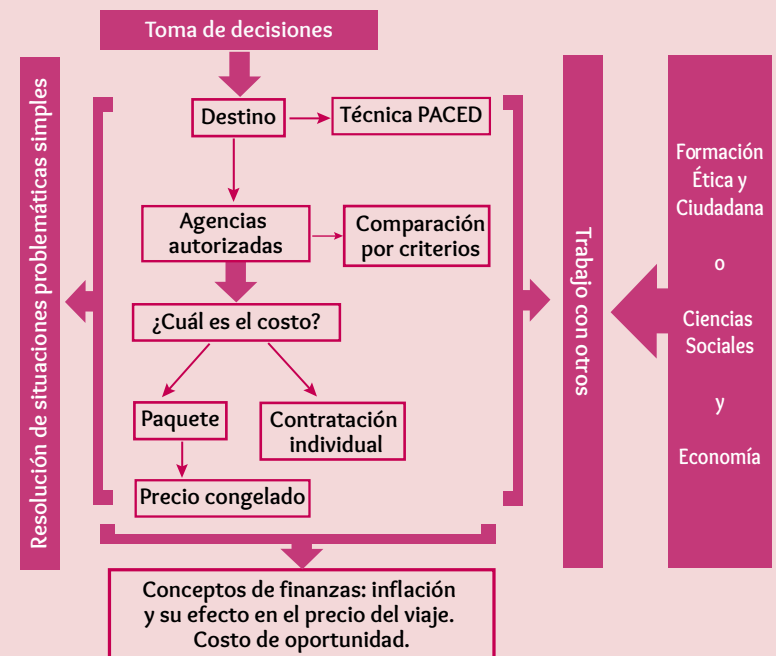 Toma de decisiones
Resolución de situaciones problemáticas simples
Destino
Técnica PACED
Agencias
autorizadas
Comparación
por criterios
¿Cuál es el costo?
Paquete
Contratación
individual
Precio congelado
Trabajo con otros
Formación
Ética y
Ciudadana
o
Ciencias
Sociales
y
Economía
Conceptos de finanzas: inflación
y su efecto en el precio del viaje.
Costo de oportunidad.